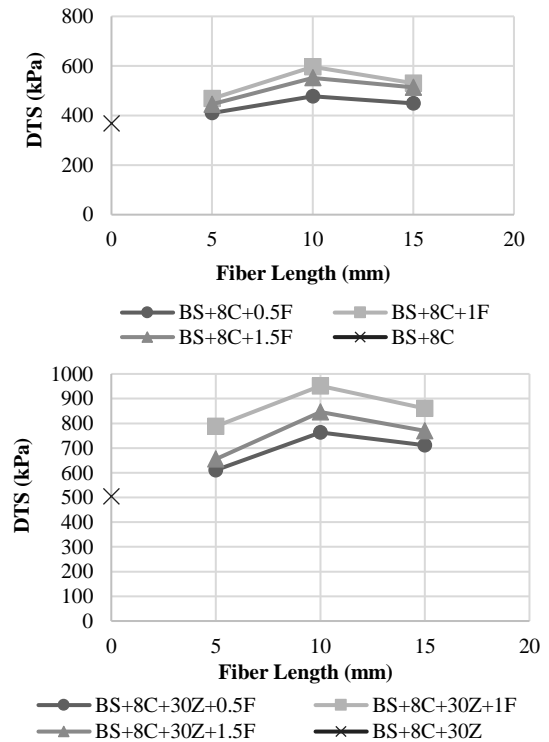 800
600
400
200
0
DTS (kPa)
0 5 10 15 20
Fiber Length (mm)
BS+8C+0.5F BS+8C+1F
BS+8C+1.5F BS+8C
1000
900
800
700
600
500
400
300
200
100
0
DTS (kPa)
0 5 10 15 20
Fiber Length (mm)
BS+8C+30Z+0.5F BS+8C+30Z+1F
BS+8C+30Z+1.5F BS+8C+30Z